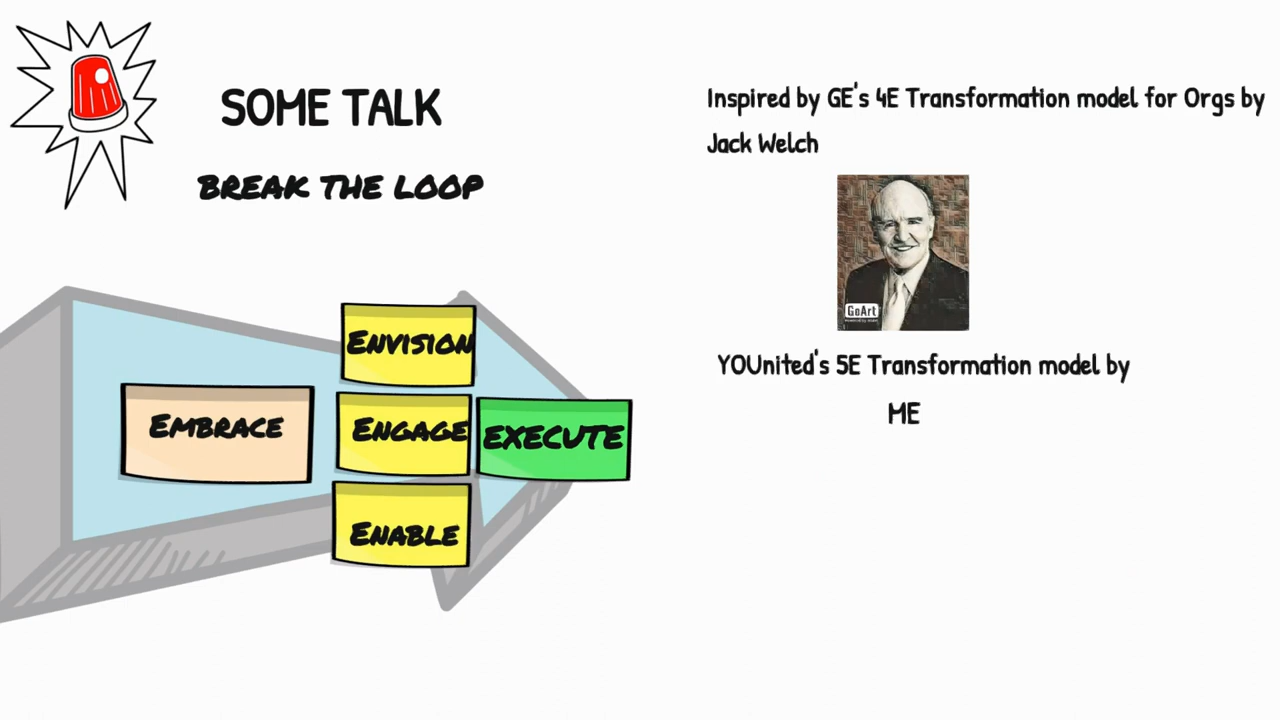 SOME TALK
BREAK THE LOOP
EMBRACE
ENVISION
ENGAGE
ENABLE
EXECUTE
Inspired by GE's 4E Transformation model for Orgs by
Jack Welch
GoArt
YOUnited's 5E Transformation model by
ME